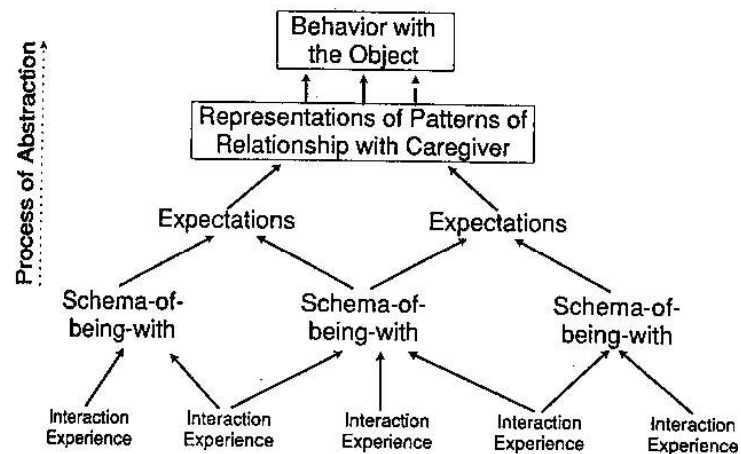 Behavior with
the Object
Process of Abstraction
Representations of Patterns of
Relationship with Caregiver
Expectations
Expectations
Schema-of-
being-with
Schema-of-
being-with
Schema-of-
being-with
Interaction
Experience
Interaction
Experience
Interaction
Experience
Interaction
Experience
Interaction
Experience